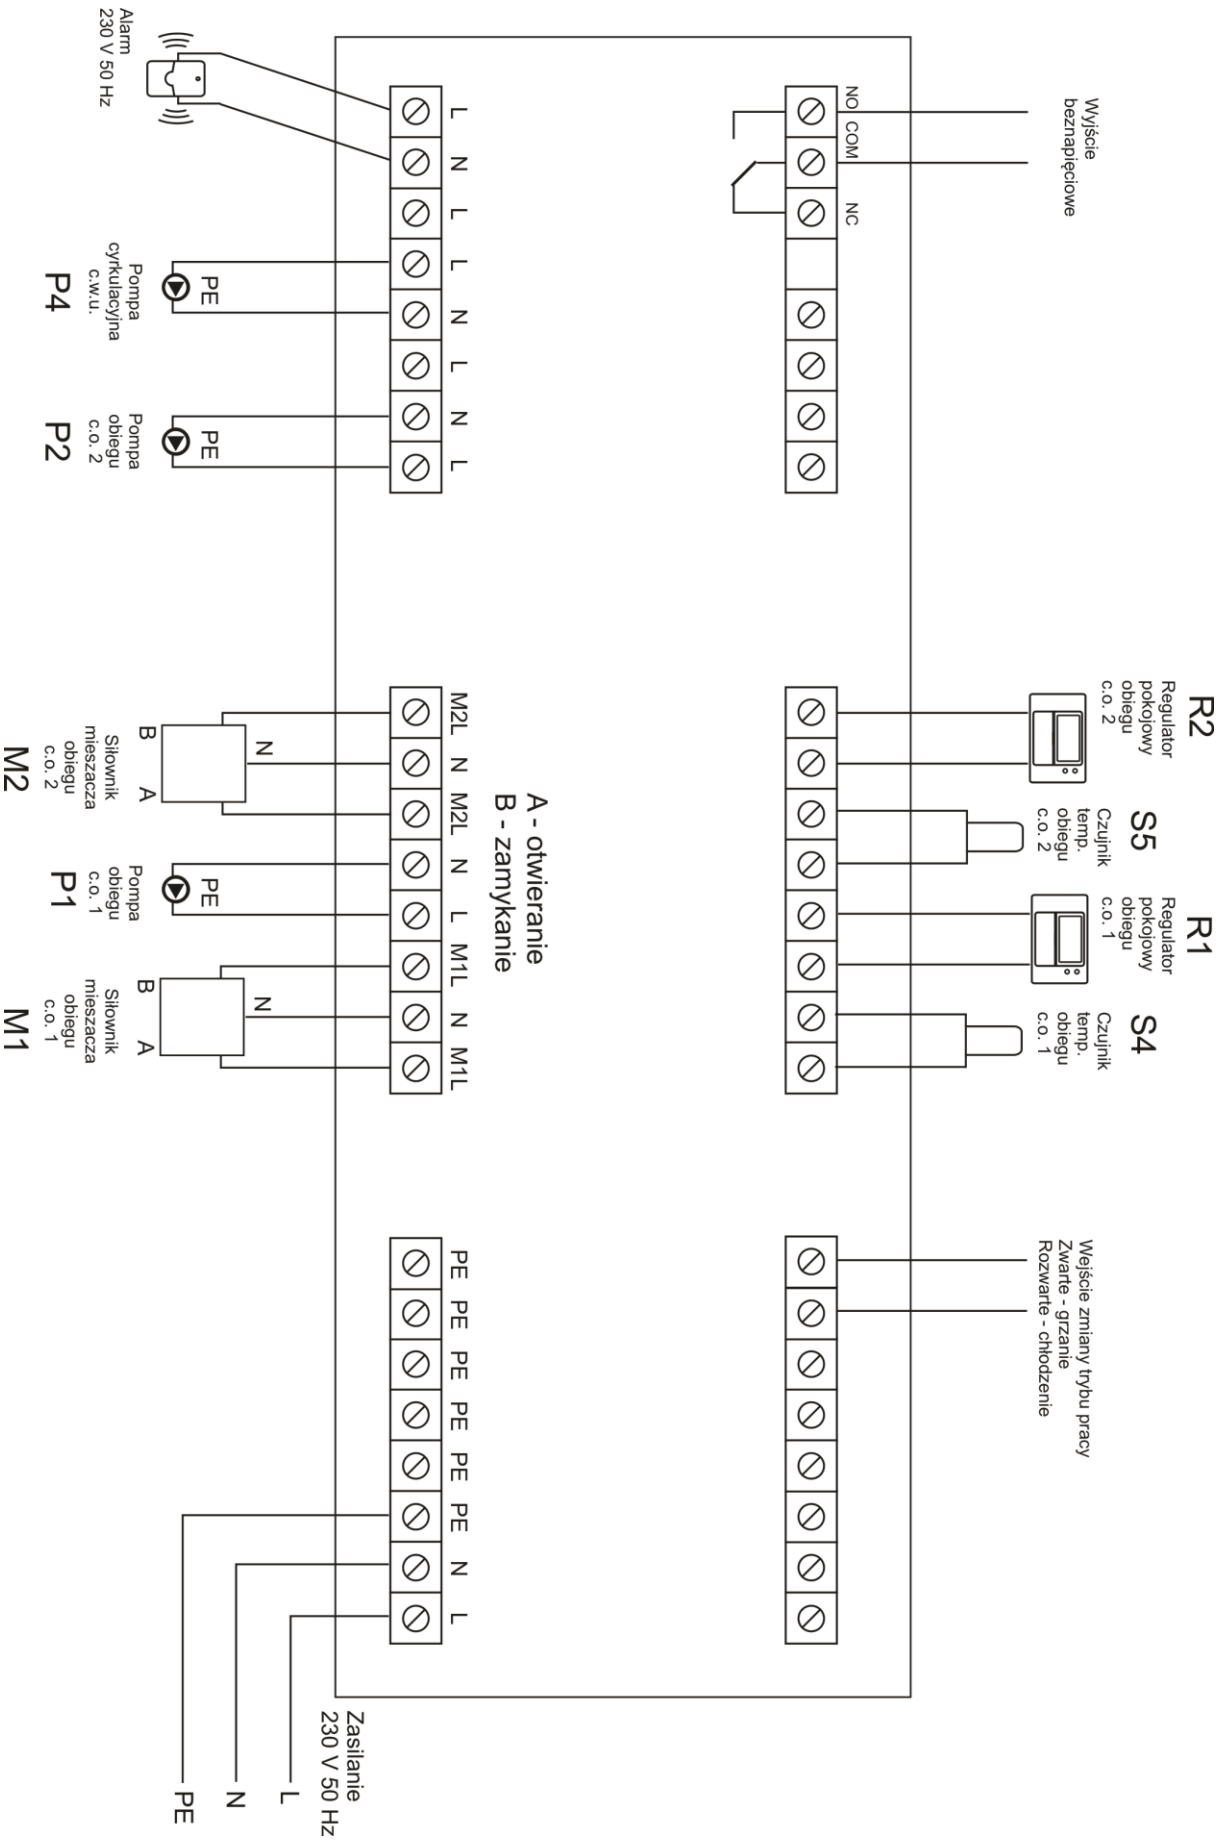 R2
Regulator
pokojowy
obiegu
c.o. 2
S5
Czujnik
temp.
obiegu
c.o. 2
R1
Regulator
pokojowy
obiegu
c.o. 1
S4
Czujnik
temp.
obiegu
c.o. 1
Wyjście
beznapięciowe
Wejście zmiany trybu pracy
Zwarte - grzanie
Rozwarte - chłodzenie
NO COM NC
A - otwieranie
B - zamykanie
L N L L N L N L
M2L N M2L N L M1L N M1L
PE PE PE PE PE PE N L
Zasilanie
230 V 50 Hz
L
N
PE
Alarm
230 V 50 Hz
PE
Pompa
cyrkulacyjna
c.w.u.
P4
PE
Pompa
obiegu
c.o. 2
P2
N
B A
Siłownik
mieszacza
obiegu
c.o. 2
M2
PE
Pompa
obiegu
c.o. 1
P1
N
B A
Siłownik
mieszacza
obiegu
c.o. 1
M1